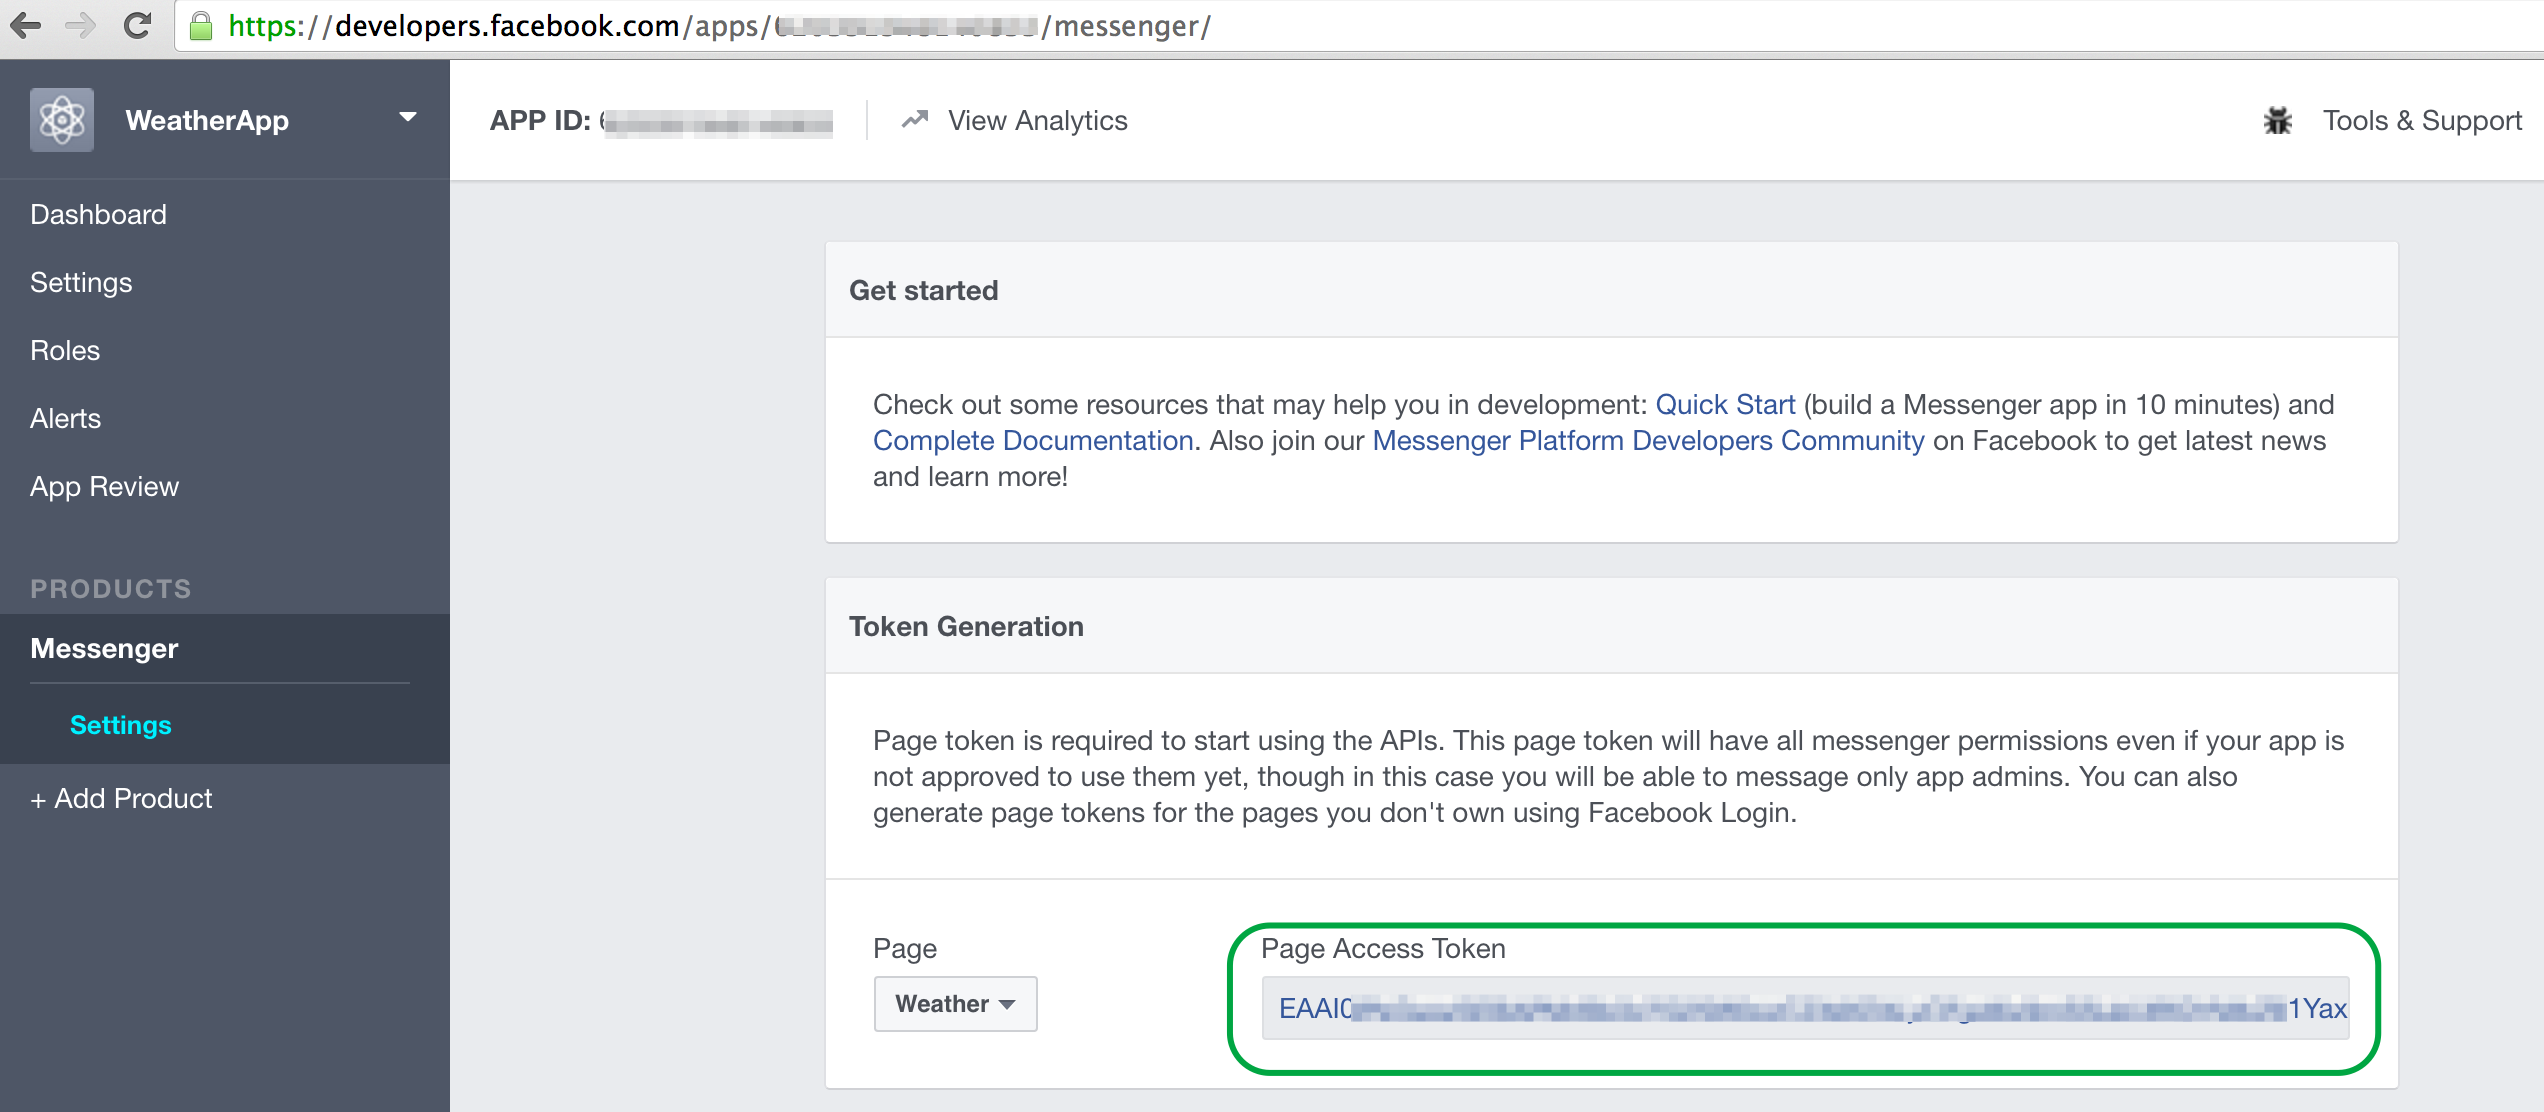 https://developers.facebook.com/apps/ /messenger/
WeatherApp
APP ID:
View Analytics
Tools & Support
Dashboard
Settings
Roles
Alerts
App Review
PRODUCTS
Messenger
Settings
+ Add Product
Get started
Check out some resources that may help you in development: Quick Start (build a Messenger app in 10 minutes) and
Complete Documentation. Also join our Messenger Platform Developers Community on Facebook to get latest news
and learn more!
Token Generation
Page token is required to start using the APIs. This page token will have all messenger permissions even if your app is
not approved to use them yet, though in this case you will be able to message only app admins. You can also
generate page tokens for the pages you don't own using Facebook Login.
Page
Weather
Page Access Token